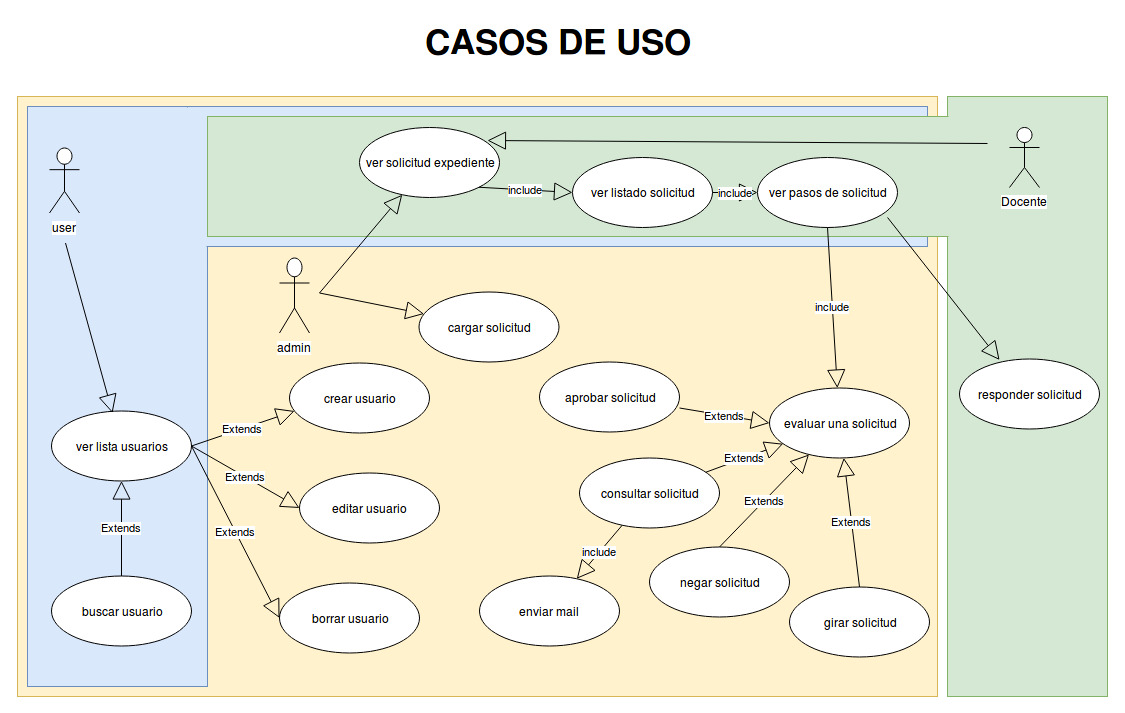 CASOS DE USO
ver solicitud expediente
include
ver listado solicitud
include
ver pasos de solicitud
Docente
user
include
admin
cargar solicitud
crear usuario
aprobar solicitud
responder solicitud
Extends
evaluar una solicitud
Extends
ver lista usuarios
Extends
Extends
consultar solicitud
editar usuario
Extends
Extends
Extends
Extends
include
negar solicitud
buscar usuario
borrar usuario
enviar mail
girar solicitud